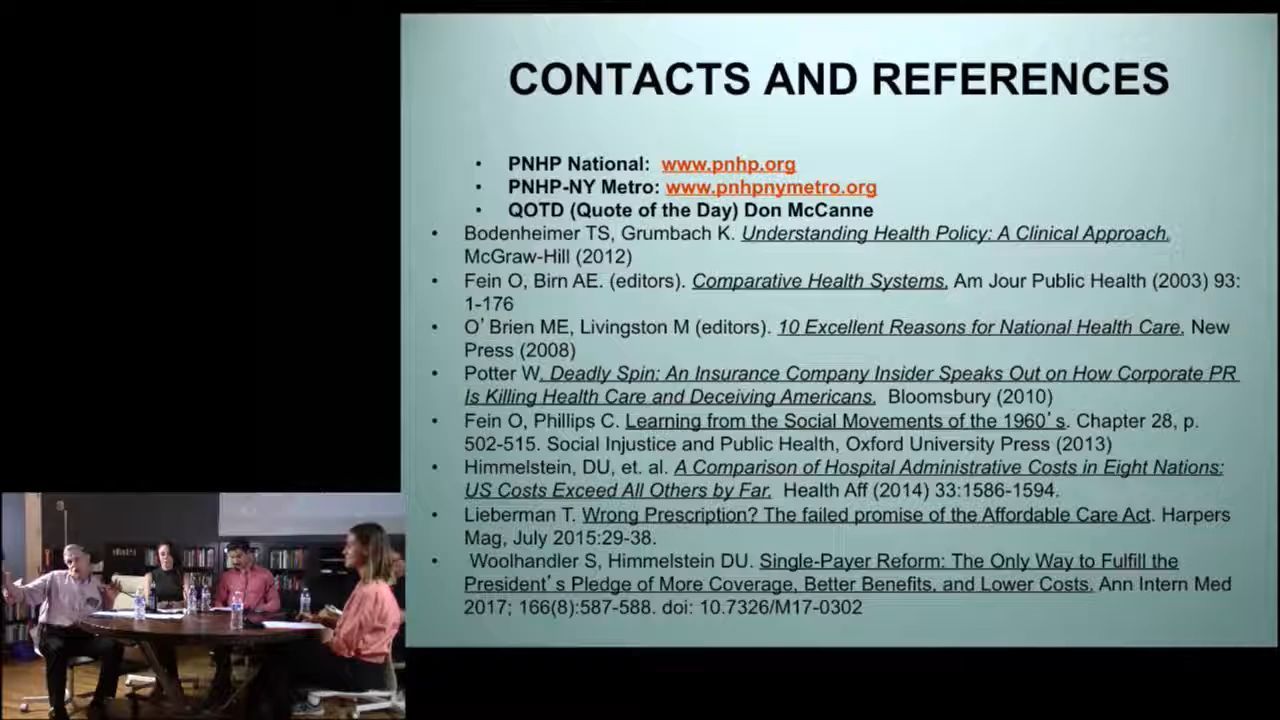 CONTACTS AND REFERENCES
• PNHP National: www.pnhp.org
• PNHP-NY Metro: www.pnhpnymetro.org
• QOTD (Quote of the Day) Don McCanne
• Bodenheimer TS, Grumbach K. Understanding Health Policy: A Clinical Approach.
McGraw-Hill (2012)
• Fein O, Birn AE. (editors). Comparative Health Systems. Am Jour Public Health (2003) 93:
1-176
• O’Brien ME, Livingston M (editors). 10 Excellent Reasons for National Health Care. New
Press (2008)
• Potter W. Deadly Spin: An Insurance Company Insider Speaks Out on How Corporate PR
Is Killing Health Care and Deceiving Americans. Bloomsbury (2010)
• Fein O, Phillips C. Learning from the Social Movements of the 1960’s. Chapter 28, p.
502-515. Social Injustice and Public Health, Oxford University Press (2013)
• Himmelstein, DU, et. al. A Comparison of Hospital Administrative Costs in Eight Nations:
US Costs Exceed All Others by Far. Health Aff (2014) 33:1586-1594.
• Lieberman T. Wrong Prescription? The failed promise of the Affordable Care Act. Harpers
Mag, July 2015:29-38.
• Woolhandler S, Himmelstein DU. Single-Payer Reform: The Only Way to Fulfill the
President’s Pledge of More Coverage, Better Benefits, and Lower Costs. Ann Intern Med
2017; 166(8):587-588. doi: 10.7326/M17-0302